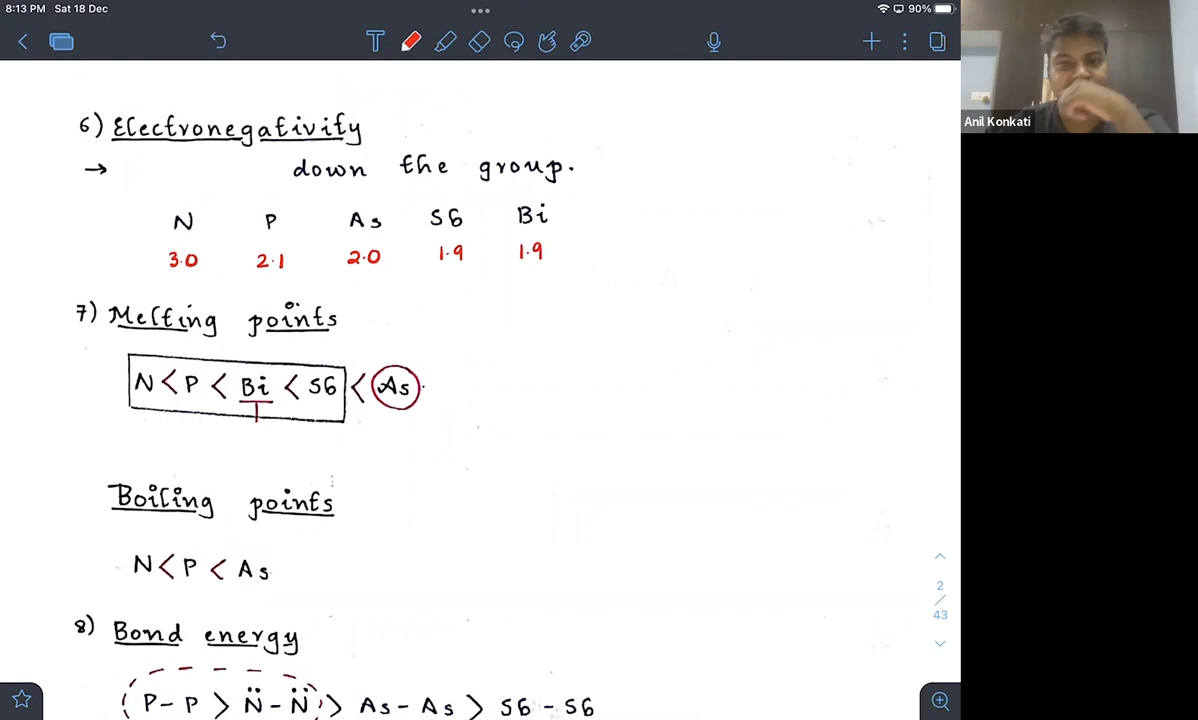 8:13 PM Sat 18 Dec
90%
Anil Konkati
6) Electronegativity
→ down the group.
N P As Sb Bi
3.0 2.1 2.0 1.9 1.9
7) Melting points
N < P < Bi < Sb < As
Boiling points
N < P < As
8) Bond energy
P - P > N̈ - N̈ > As - As > Sb - Sb
2
/
43